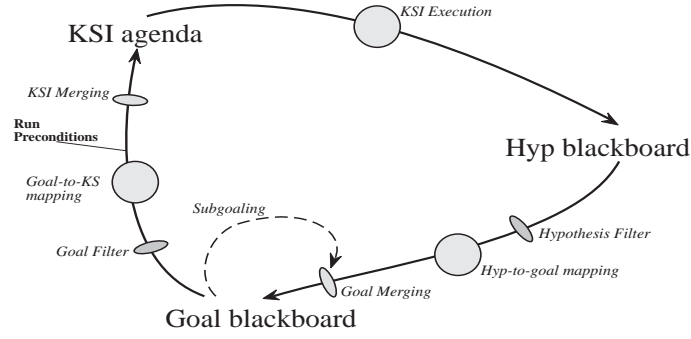 KSI Execution
KSI agenda
KSI Merging
Run
Preconditions
Hyp blackboard
Goal-to-KS
mapping
Subgoaling
Hypothesis Filter
Goal Filter
Hyp-to-goal mapping
Goal Merging
Goal blackboard